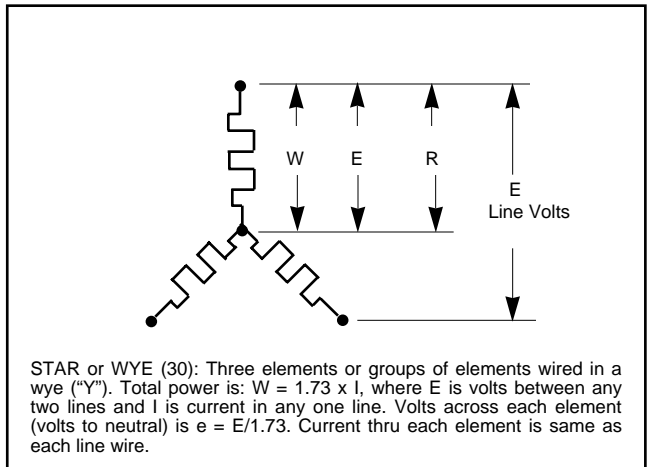 W E R
E
Line Volts
STAR or WYE (30): Three elements or groups of elements wired in a
wye (“Y”). Total power is: W = 1.73 x I, where E is volts between any
two lines and I is current in any one line. Volts across each element
(volts to neutral) is e = E/1.73. Current thru each element is same as
each line wire.